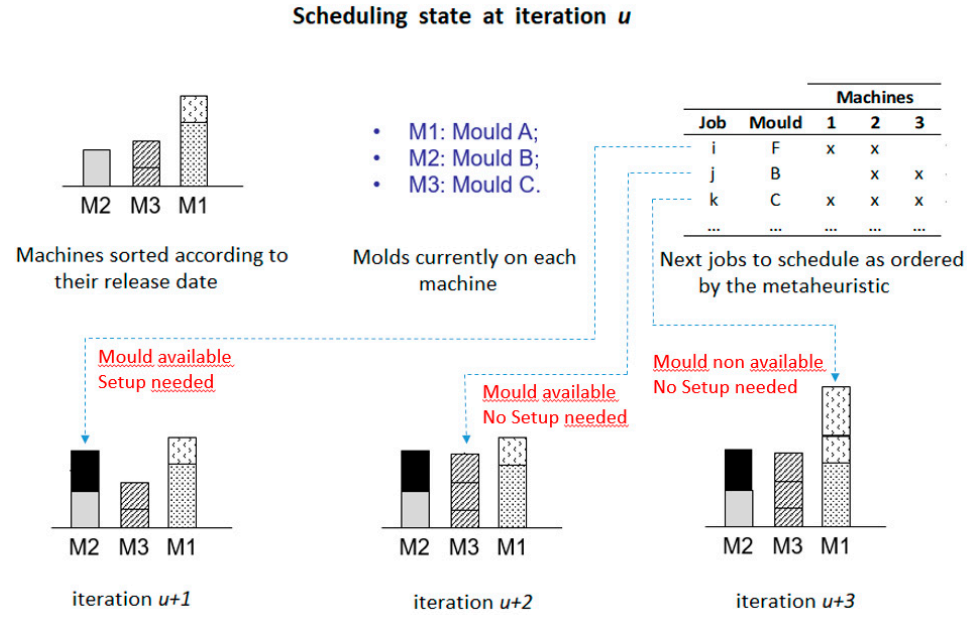 Scheduling state at iteration u
M2 M3 M1
Machines sorted according to
their release date
• M1: Mould A;
• M2: Mould B;
• M3: Mould C.
Molds currently on each
machine
Machines
Job Mould 1 2 3
i F x x
j B x x
k C x x x
... ... ... ... ...
Next jobs to schedule as ordered
by the metaheuristic
Mould available
Setup needed
M2 M3 M1
iteration u+1
Mould available
No Setup needed
M2 M3 M1
iteration u+2
Mould non available
No Setup needed
M2 M3 M1
iteration u+3